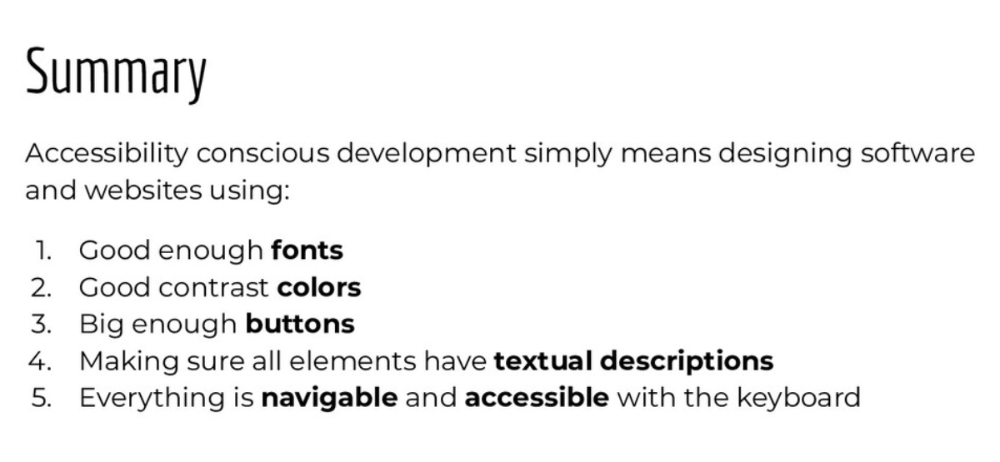 Summary
Accessibility conscious development simply means designing software
and websites using:
1. Good enough fonts
2. Good contrast colors
3. Big enough buttons
4. Making sure all elements have textual descriptions
5. Everything is navigable and accessible with the keyboard